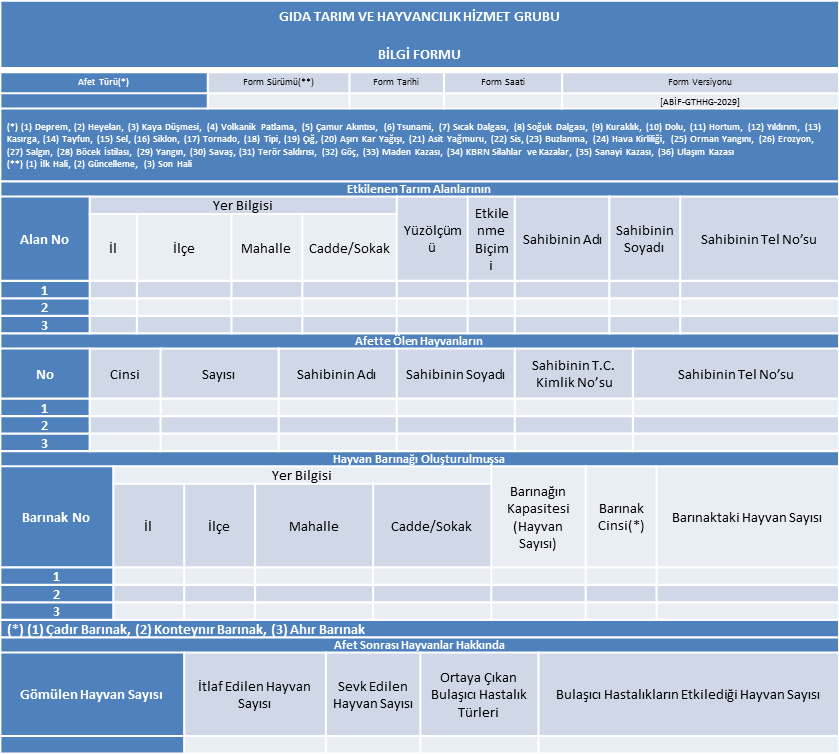 GIDA TARIM VE HAYVANCILIK HİZMET GRUBU
BİLGİ FORMU
Afet Türü(*) Form Sürümü(**) Form Tarihi Form Saati Form Versiyonu
[ABİF-GTHHG-2029]
(*) (1) Deprem, (2) Heyelan, (3) Kaya Düşmesi, (4) Volkanik Patlama, (5) Çamur Akıntısı, (6) Tsunami, (7) Sıcak Dalgası, (8) Soğuk Dalgası, (9) Kuraklık, (10) Dolu, (11) Hortum, (12) Yıldırım, (13)
Kasırga, (14) Tayfun, (15) Sel, (16) Siklon, (17) Tornado, (18) Tipi, (19) Çığ, (20) Aşırı Kar Yağışı, (21) Asit Yağmuru, (22) Sis, (23) Buzlanma, (24) Hava Kirliliği, (25) Orman Yangını, (26) Erozyon,
(27) Salgın, (28) Böcek İstilası, (29) Yangın, (30) Savaş, (31) Terör Saldırısı, (32) Göç, (33) Maden Kazası, (34) KBRN Silahlar ve Kazalar, (35) Sanayi Kazası, (36) Ulaşım Kazası
(**) (1) İlk Hali, (2) Güncelleme, (3) Son Hali
Etkilenen Tarım Alanlarının
Alan No
Yer Bilgisi
İl İlçe Mahalle Cadde/Sokak
Yüzölçüm
ü
Etkile
nme
Biçim
i
Sahibinin Adı
Sahibinin
Soyadı
Sahibinin Tel No’su
1
2
3
Afette Ölen Hayvanların
No Cinsi Sayısı Sahibinin Adı Sahibinin Soyadı
Sahibinin T.C.
Kimlik No’su
Sahibinin Tel No’su
1
2
3
Hayvan Barınağı Oluşturulmuşsa
Barınak No
Yer Bilgisi
İl İlçe Mahalle Cadde/Sokak
Barınağın
Kapasitesi
(Hayvan
Sayısı)
Barınak
Cinsi(*)
Barınaktaki Hayvan Sayısı
1
2
3
(*) (1) Çadır Barınak, (2) Konteynır Barınak, (3) Ahır Barınak
Afet Sonrası Hayvanlar Hakkında
Gömülen Hayvan Sayısı
İtlaf Edilen Hayvan
Sayısı
Sevk Edilen
Hayvan Sayısı
Ortaya Çıkan
Bulaşıcı Hastalık
Türleri
Bulaşıcı Hastalıkların Etkilediği Hayvan Sayısı